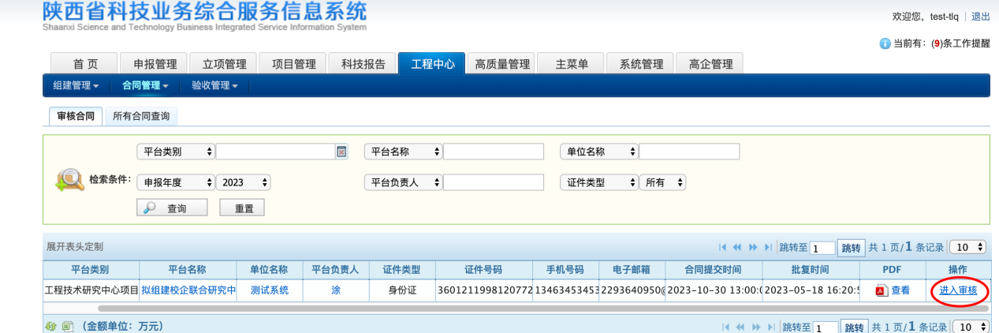 陕西省科技业务综合服务信息系统
Shaanxi Science and Technology Business Integrated Service Information System
欢迎您，test-tlq | 退出
当前有：(9)条工作提醒
首 页 申报管理 立项管理 项目管理 科技报告 工程中心 高质量管理 主菜单 系统管理 高企管理
组建管理 合同管理 验收管理
审核合同 所有合同查询
平台类别 平台名称 单位名称
检索条件：
申报年度 2023 平台负责人 证件类型 所有
查询 重置
展开表头定制 跳转至 1 跳转 共 1 页/1 条记录 10
平台类别 平台名称 单位名称 平台负责人 证件类型 证件号码 手机号码 电子邮箱 合同提交时间 批复时间 PDF 操作
工程技术研究中心项目 拟组建校企联合研究中 测试系统 涂 身份证 3601211998120772 13463453453 2293640950@ 2023-10-30 13:00:0 2023-05-18 16:20:5 查看 进入审核
（金额单位：万元） 跳转至 1 跳转 共 1 页/1 条记录 10